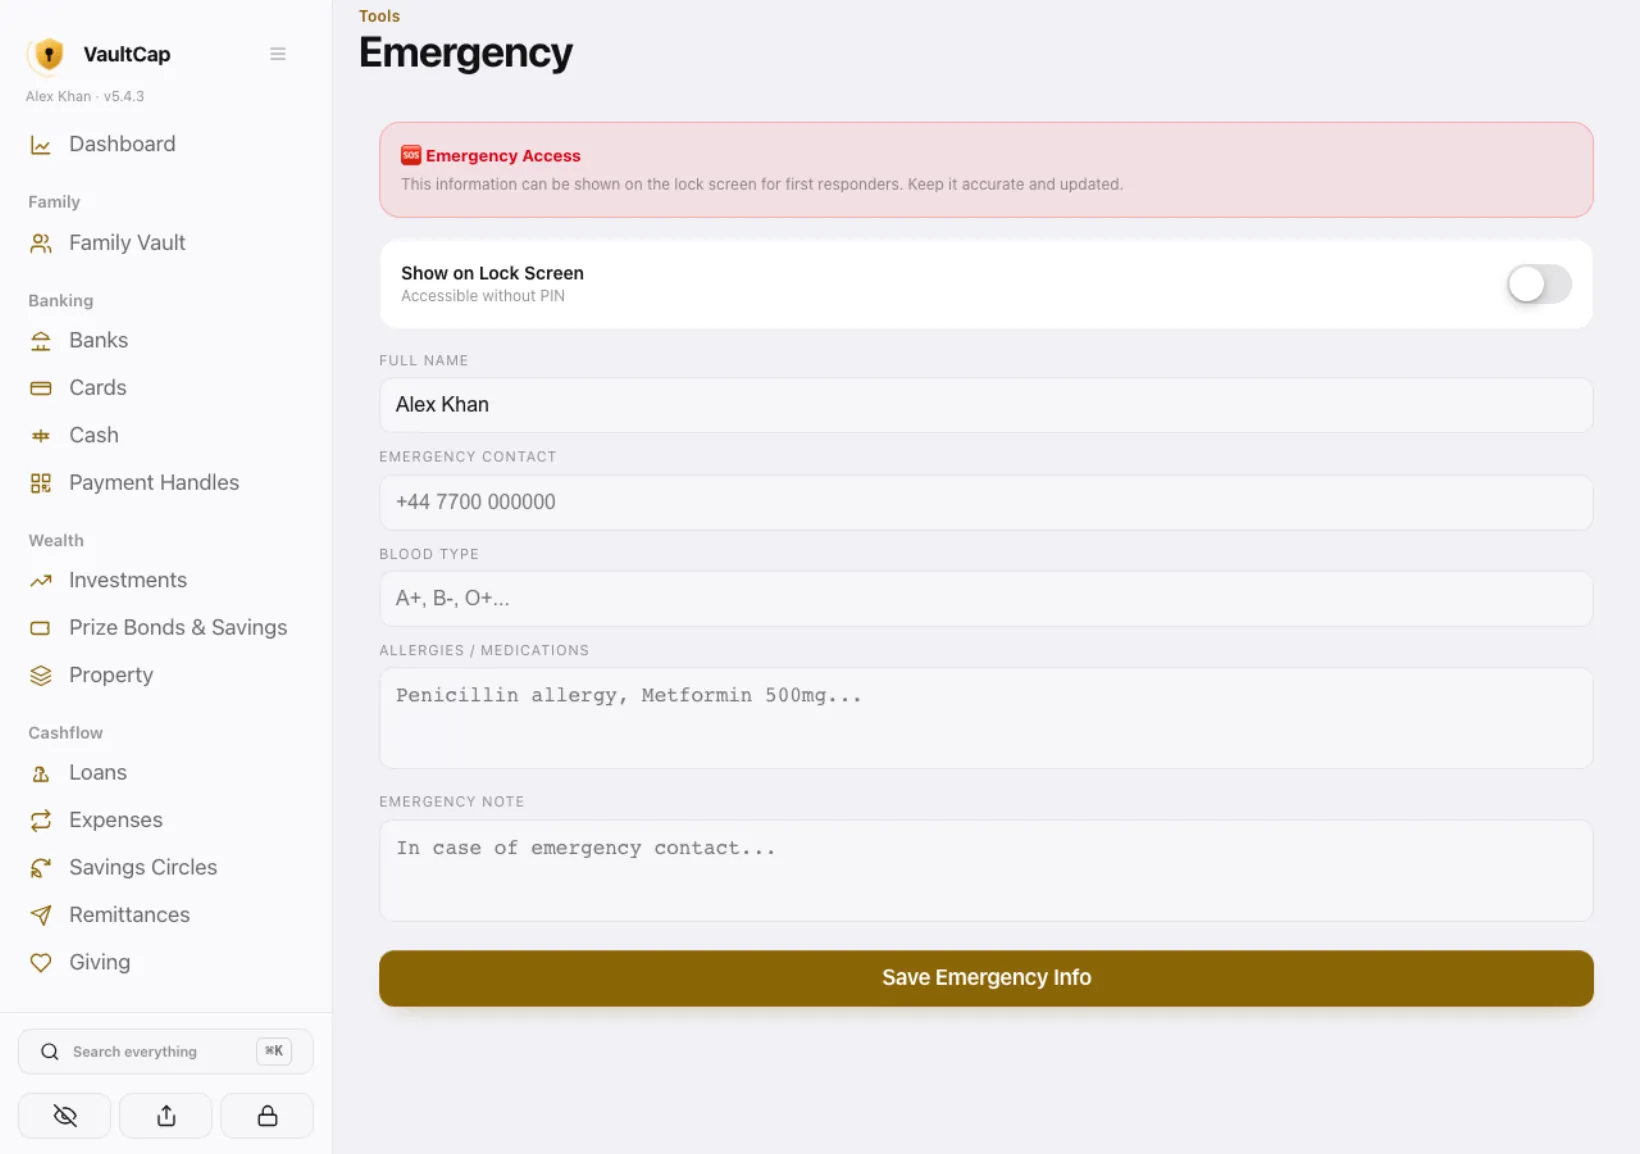 VaultCap
Alex Khan · v5.4.3
Dashboard
Family
Family Vault
Banking
Banks
Cards
Cash
Payment Handles
Wealth
Investments
Prize Bonds & Savings
Property
Cashflow
Loans
Expenses
Savings Circles
Remittances
Giving
Search everything
⌘K
Tools
Emergency
🆘 Emergency Access
This information can be shown on the lock screen for first responders. Keep it accurate and updated.
Show on Lock Screen
Accessible without PIN
FULL NAME
Alex Khan
EMERGENCY CONTACT
+44 7700 000000
BLOOD TYPE
A+, B-, O+...
ALLERGIES / MEDICATIONS
Penicillin allergy, Metformin 500mg...
EMERGENCY NOTE
In case of emergency contact...
Save Emergency Info